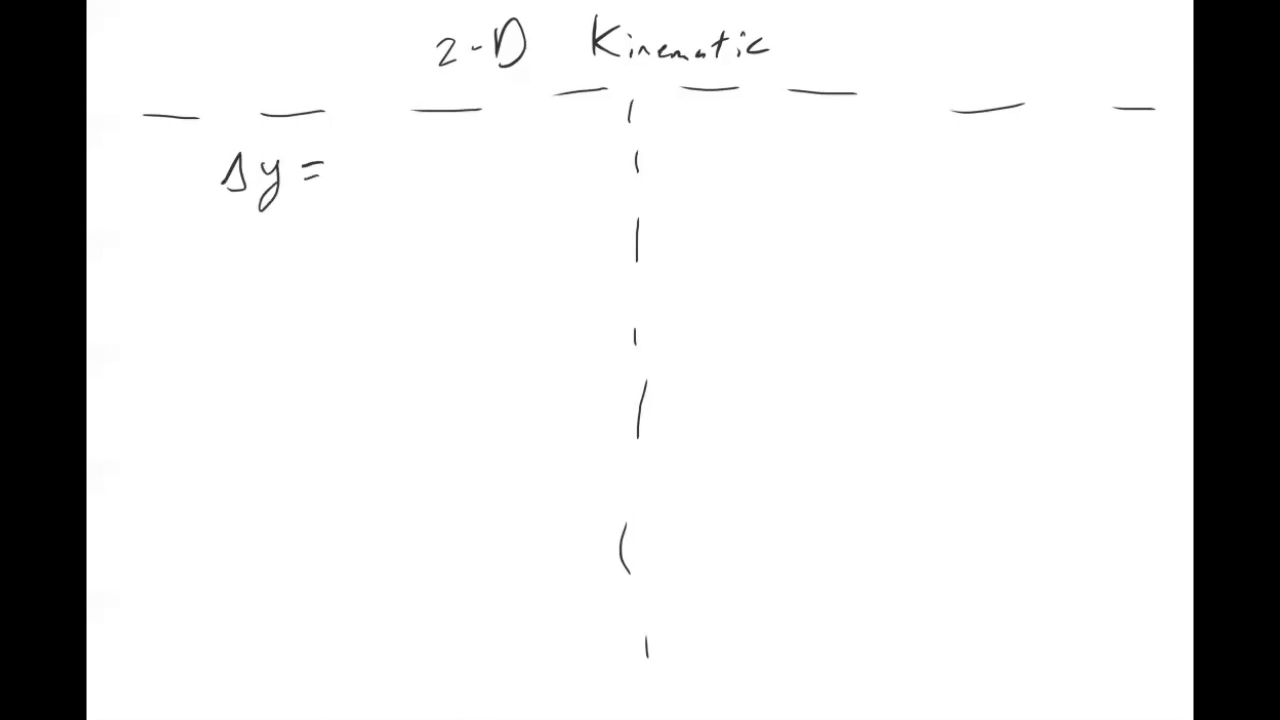 2-D Kinematic
Δy =